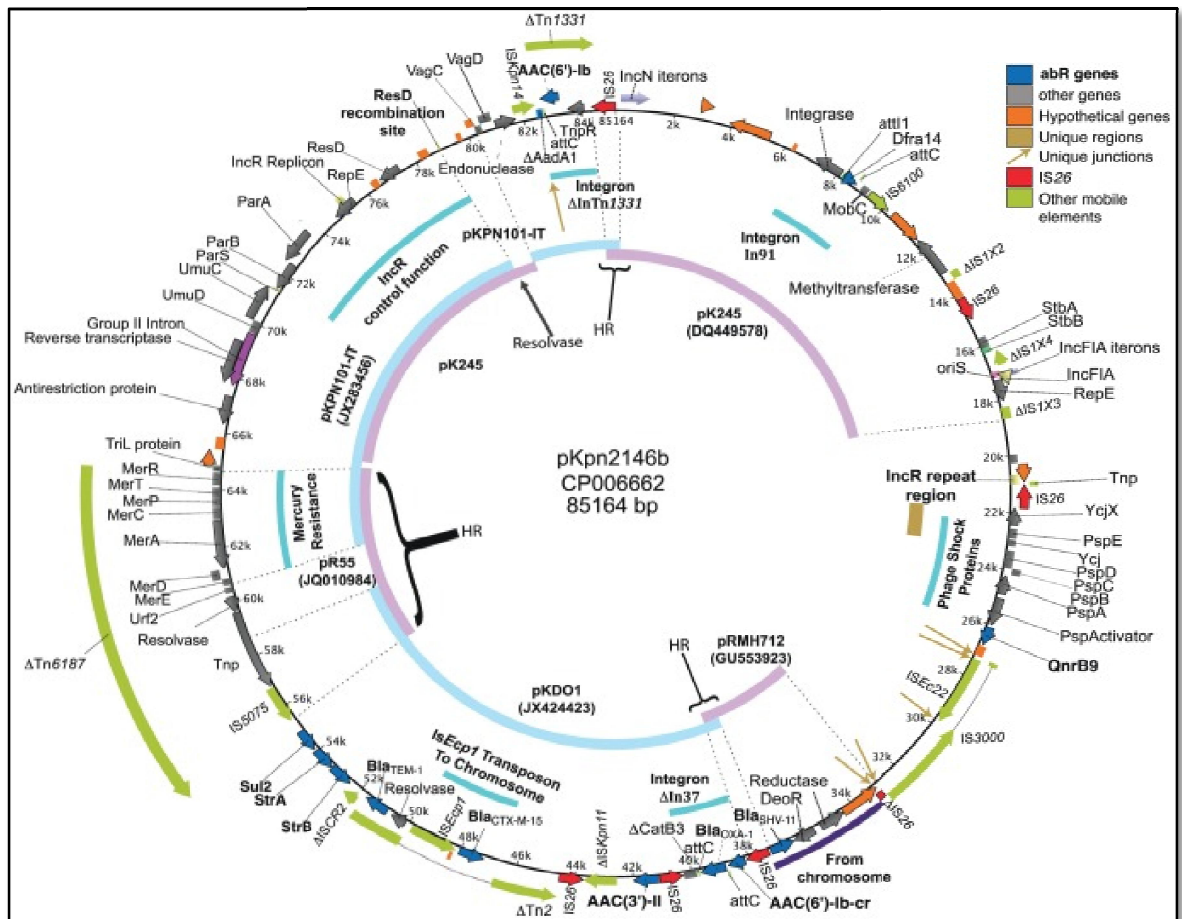 ΔTn1331
ISKpn14
AAC(6')-Ib
IS26
IncN iterons
VagD
VagC
ResD
recombination
site
ResD
IncR Replicon
RepE
ParA
ParB
ParS
UmuC
UmuD
Group II Intron
Reverse transcriptase
Antirestriction protein
TriL protein
MerR
MerT
MerP
MerC
MerA
MerD
MerE
Urf2
Resolvase
Tnp
ΔTn6187
IS5075
Sul2
StrA
StrB
ΔISCR2
BlaTEM-1
Resolvase
ISEcp1
BlaCTX-M-15
ΔTn2
IS26
ΔISKpn11
AAC(3')-II
IS26
ΔCatB3
attC
BlaOXA-1
attC
AAC(6')-Ib-cr
IS26
BlaSHV-11
DeoR
Reductase
From
chromosome
ΔIS26
IS3000
ISEc22
QnrB9
PspActivator
PspA
PspB
PspC
PspD
Ycj
PspE
YcjX
IS26
Tnp
ΔIS1X3
RepE
IncFIA
IncFIA iterons
oriS
ΔIS1X4
StbB
StbA
IS26
ΔIS1X2
Methyltransferase
MobC
IS6100
attC
Dfra14
attI1
Integrase
TnpR
attC
ΔAadA1
Endonuclease
Integron
ΔInTn1331
Integron
In91
IncR repeat
region
Phage Shock
Proteins
Integron
ΔIn37
IsEcp1 Transposon
To Chromosome
Mercury
Resistance
IncR
control function
pKPN101-IT
Resolvase
HR
pK245
(DQ449578)
pK245
pKPN101-IT
(JX283456)
HR
pR55
(JQ010984)
pKDO1
(JX424423)
HR
pRMH712
(GU553923)
pKpn2146b
CP006662
85164 bp
85164
2k
4k
6k
8k
10k
12k
14k
16k
18k
20k
22k
24k
26k
28k
30k
32k
34k
38k
40k
42k
44k
46k
48k
50k
52k
54k
56k
58k
60k
62k
64k
66k
68k
70k
72k
74k
76k
78k
80k
82k
84k
abR genes
other genes
Hypothetical genes
Unique regions
Unique junctions
IS26
Other mobile
elements